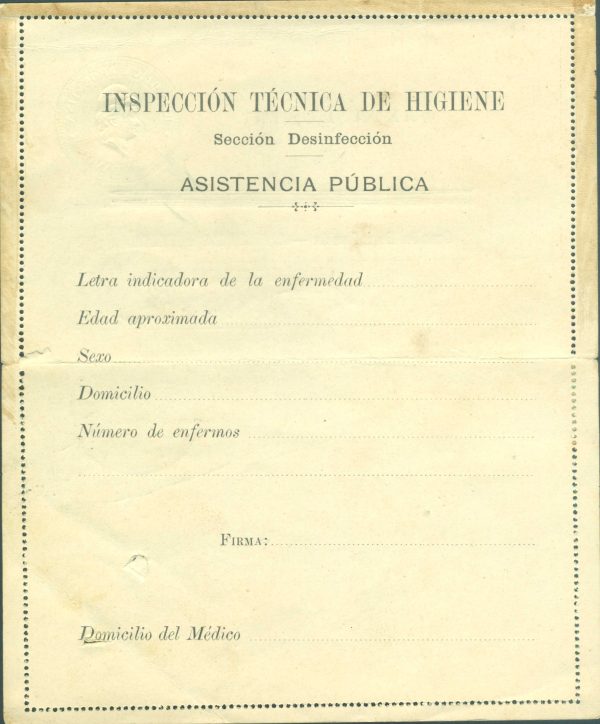 INSPECCIÓN TÉCNICA DE HIGIENE
Sección Desinfección
ASISTENCIA PÚBLICA
Letra indicadora de la enfermedad
Edad aproximada
Sexo
Domicilio
Número de enfermos
FIRMA:
Domicilio del Médico